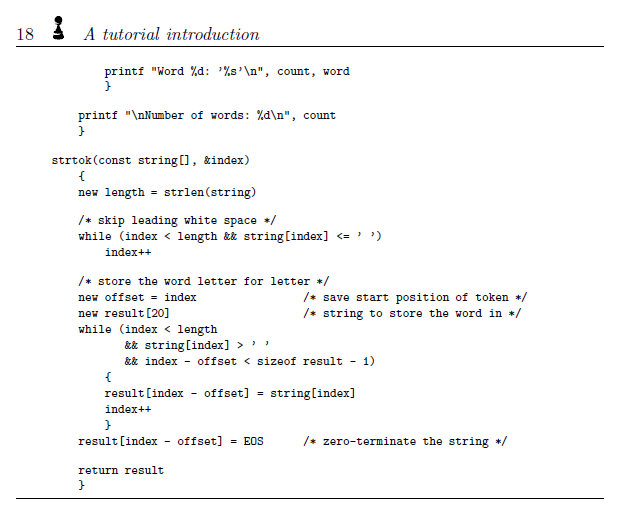 18 A tutorial introduction
printf "Word %d: '%s'\n", count, word
}
printf "\nNumber of words: %d\n", count
}
strtok(const string[], &index)
{
new length = strlen(string)
/* skip leading white space */
while (index < length && string[index] <= ' ')
index++
/* store the word letter for letter */
new offset = index /* save start position of token */
new result[20] /* string to store the word in */
while (index < length
&& string[index] > ' '
&& index - offset < sizeof result - 1)
{
result[index - offset] = string[index]
index++
}
result[index - offset] = EOS /* zero-terminate the string */
return result
}